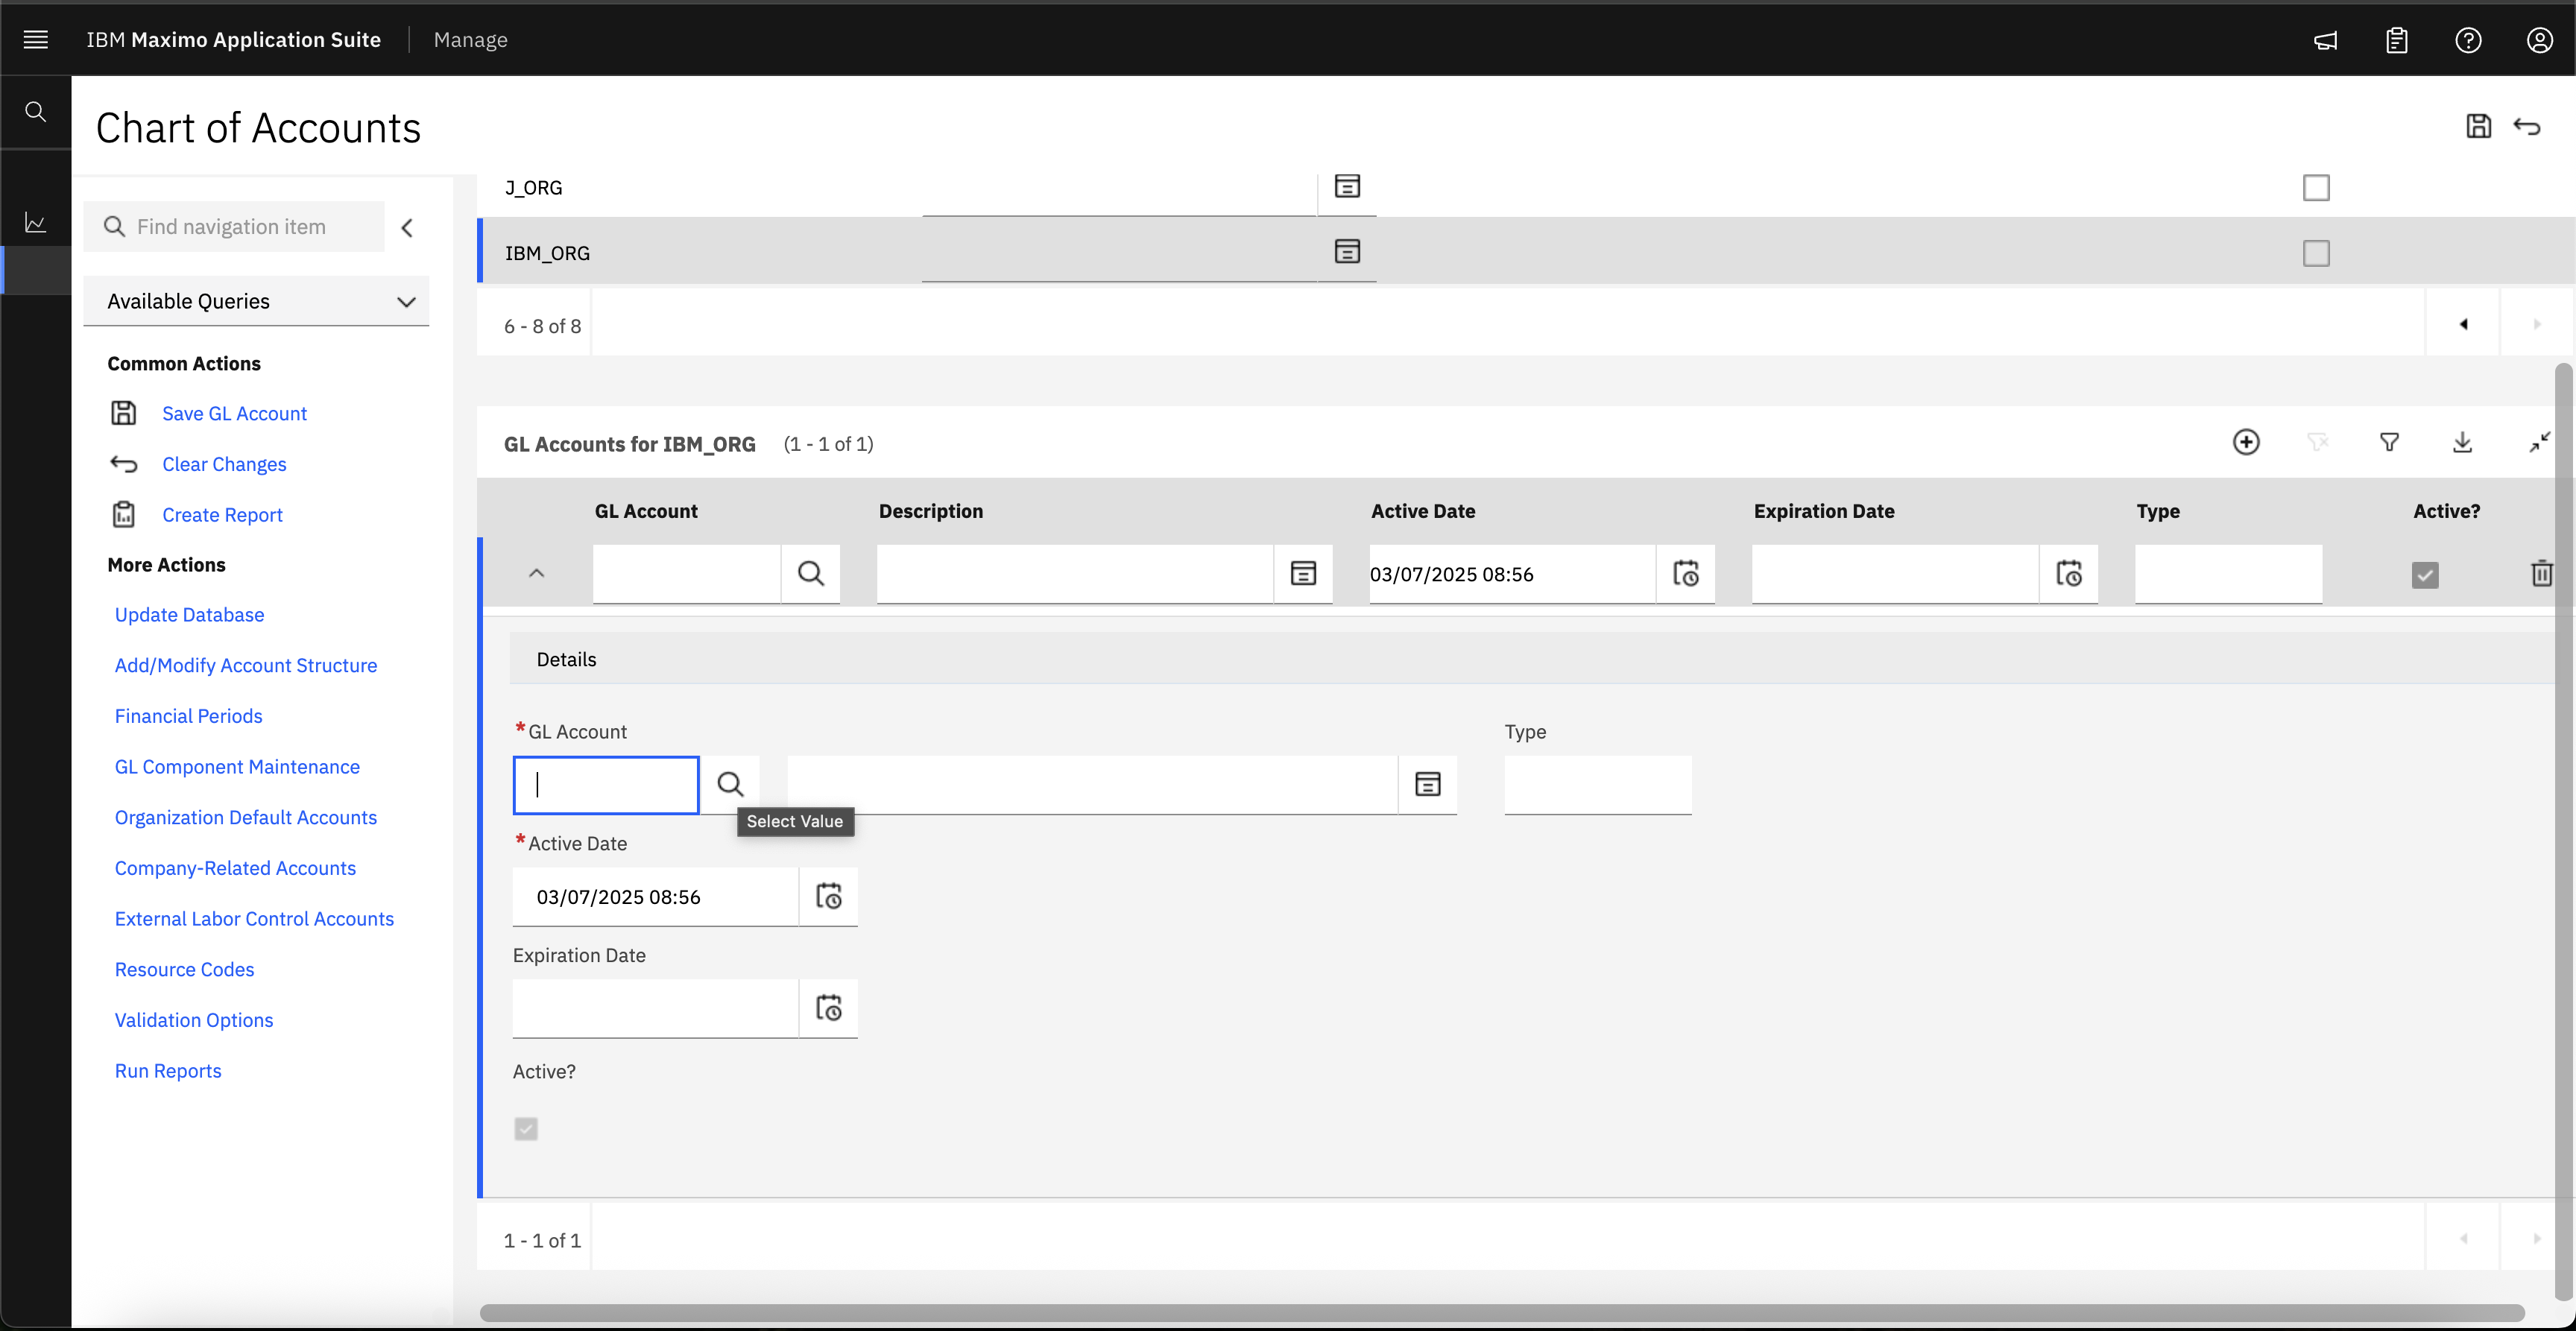 IBM Maximo Application Suite | Manage
Chart of Accounts
Find navigation item
Available Queries
Common Actions
Save GL Account
Clear Changes
Create Report
More Actions
Update Database
Add/Modify Account Structure
Financial Periods
GL Component Maintenance
Organization Default Accounts
Company-Related Accounts
External Labor Control Accounts
Resource Codes
Validation Options
Run Reports
J_ORG
IBM_ORG
6 - 8 of 8
GL Accounts for IBM_ORG (1 - 1 of 1)
GL Account Description Active Date Expiration Date Type Active?
03/07/2025 08:56
Details
*GL Account Type
Select Value
*Active Date
03/07/2025 08:56
Expiration Date
Active?
1 - 1 of 1